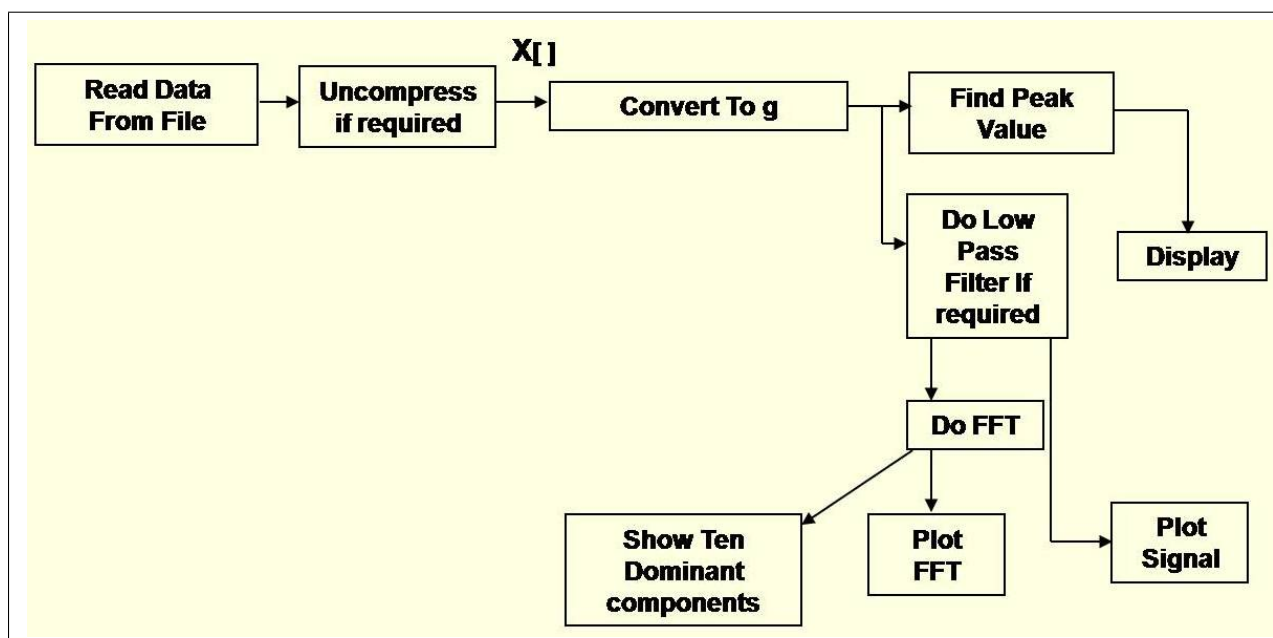 X[ ]
Read Data
From File
Uncompress
if required
Convert To g
Find Peak
Value
Do Low
Pass
Filter If
required
Display
Do FFT
Show Ten
Dominant
components
Plot
FFT
Plot
Signal